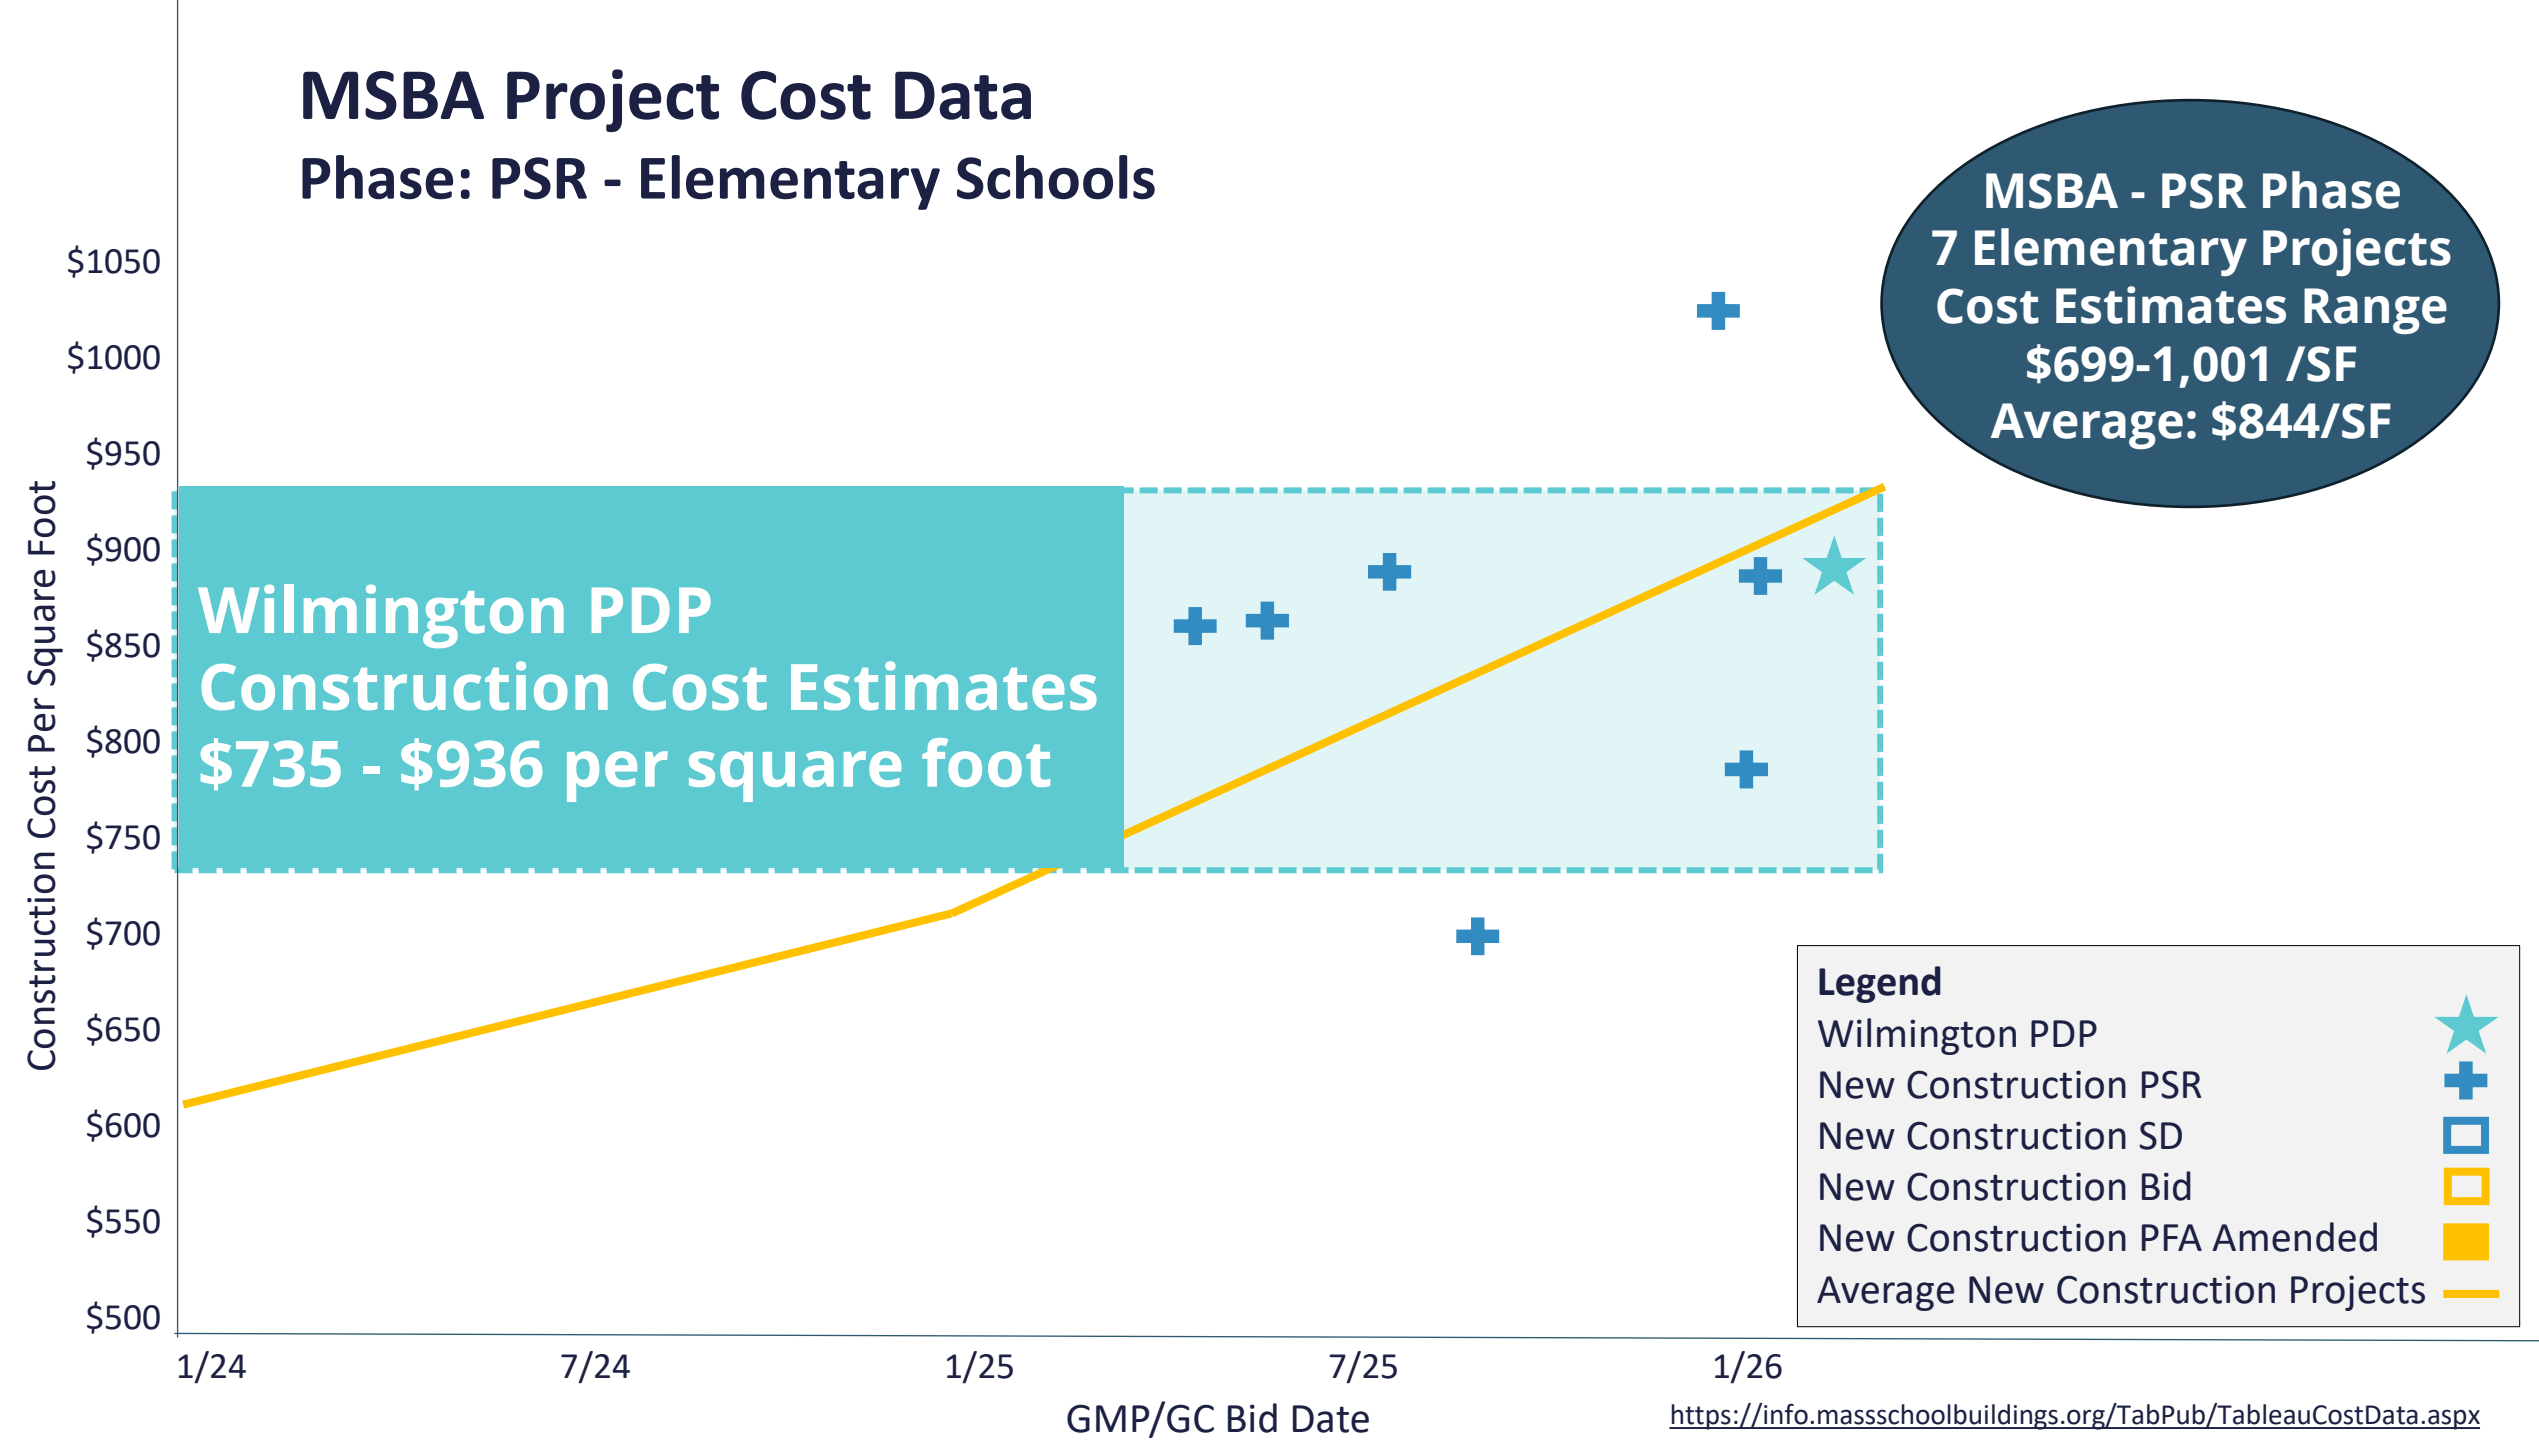 MSBA Project Cost Data
Phase: PSR - Elementary Schools
MSBA - PSR Phase
7 Elementary Projects
Cost Estimates Range
$699-1,001 /SF
Average: $844/SF
Construction Cost Per Square Foot
$1050
$1000
$950
$900
$850
$800
$750
$700
$650
$600
$550
$500
Wilmington PDP
Construction Cost Estimates
$735 - $936 per square foot
Legend
Wilmington PDP
New Construction PSR
New Construction SD
New Construction Bid
New Construction PFA Amended
Average New Construction Projects
1/24 7/24 1/25 7/25 1/26
GMP/GC Bid Date
https://info.massschoolbuildings.org/TabPub/TableauCostData.aspx